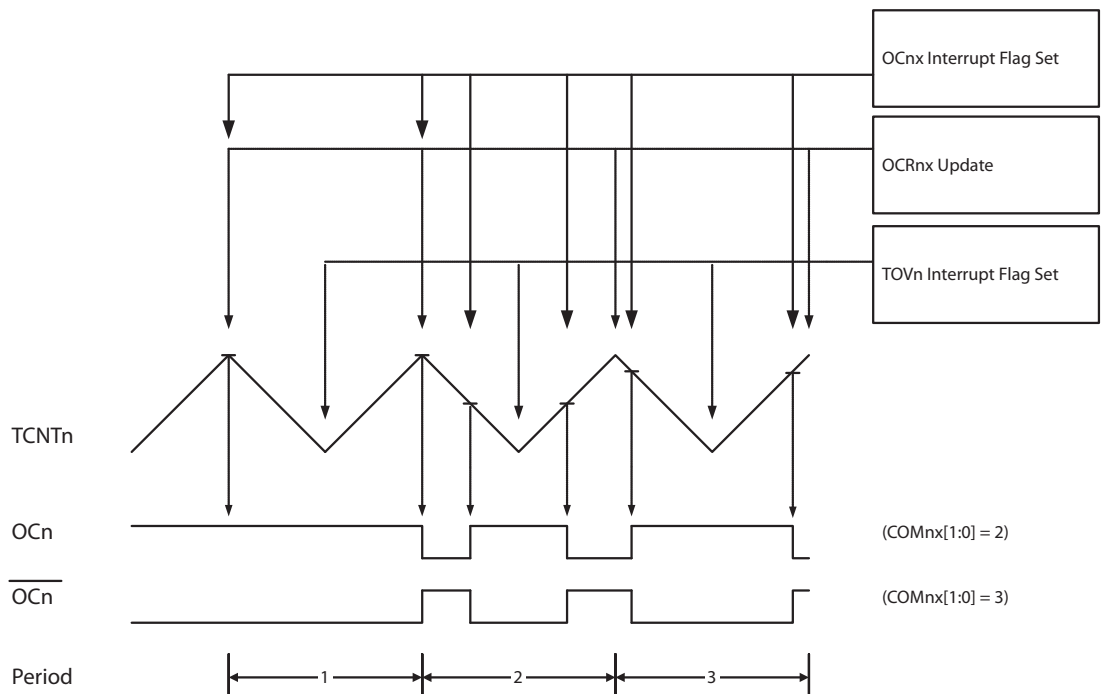 OCnx Interrupt Flag Set
OCRnx Update
TOVn Interrupt Flag Set
TCNTn
OCn
(COMnx[1:0] = 2)
OCn
(COMnx[1:0] = 3)
Period
1
2
3